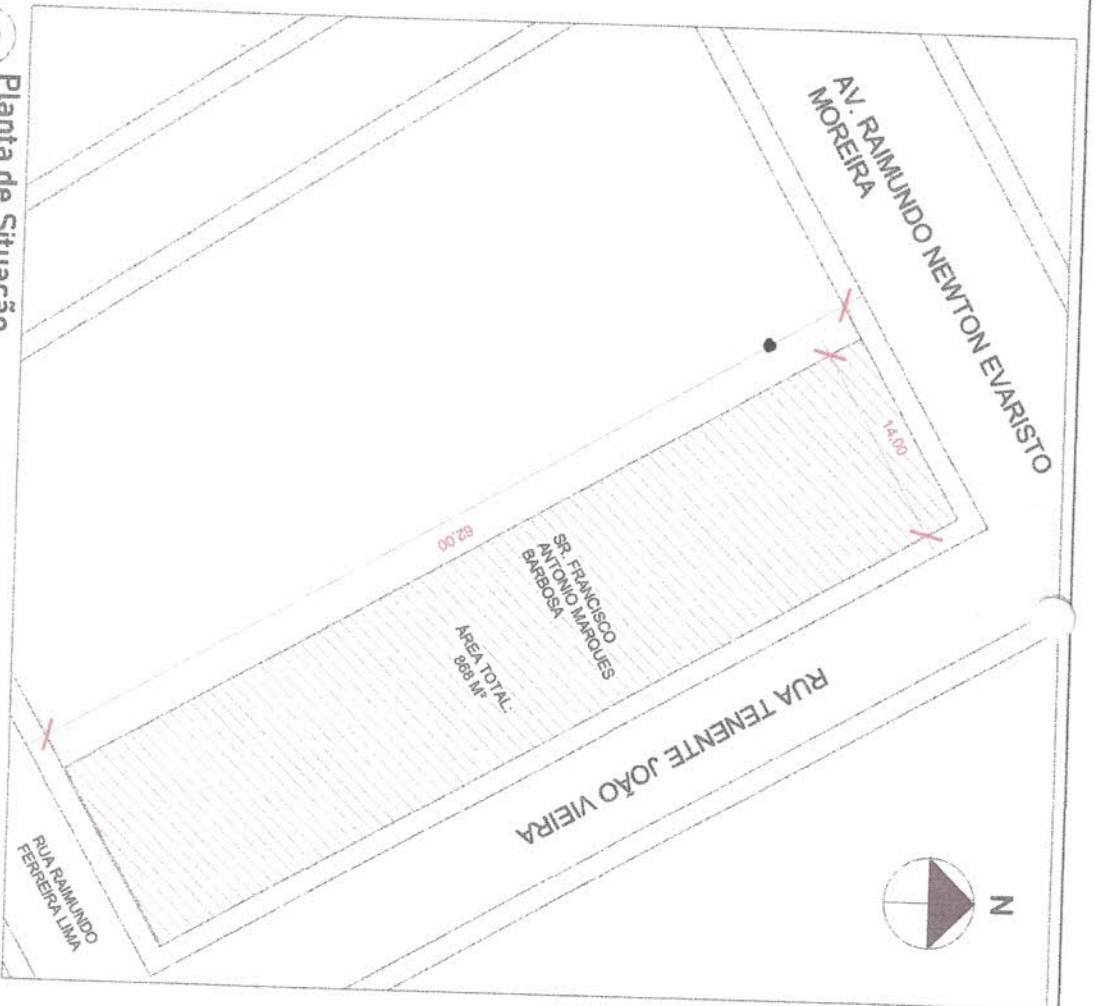 AV. RAIMUNDO NEWTON EVARISTO
MOREIRA
14,00
62,00
SR. FRANCISCO
ANTONIO MARQUES
BARBOSA
ÁREA TOTAL:
868 M²
RUA TENENTE JOÃO VIEIRA
RUA RAIMUNDO
FERREIRA LIMA
N
Planta de Situação